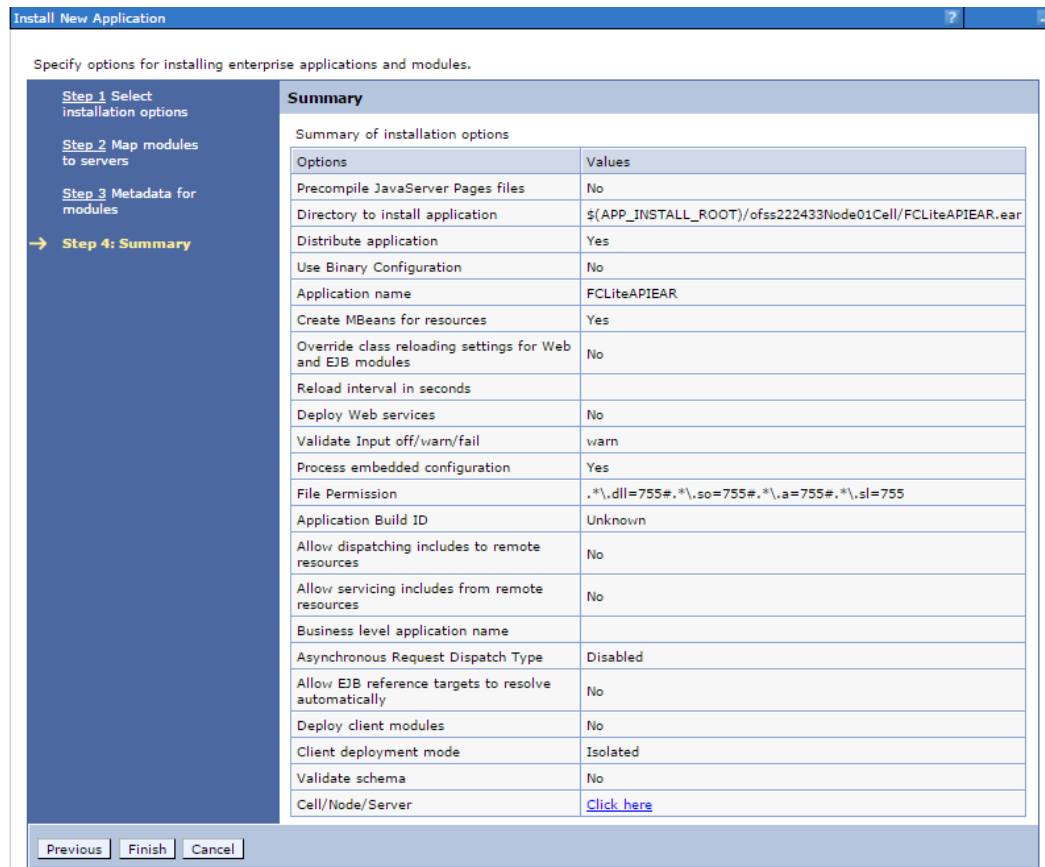 Install New Application ?
Specify options for installing enterprise applications and modules.
Step 1 Select
installation options
Step 2 Map modules
to servers
Step 3 Metadata for
modules
Step 4: Summary
Summary
Summary of installation options
Options Values
Precompile JavaServer Pages files No
Directory to install application $(APP_INSTALL_ROOT)/ofss222433Node01Cell/FCLiteAPIEAR.ear
Distribute application Yes
Use Binary Configuration No
Application name FCLiteAPIEAR
Create MBeans for resources Yes
Override class reloading settings for Web
and EJB modules No
Reload interval in seconds
Deploy Web services No
Validate Input off/warn/fail warn
Process embedded configuration Yes
File Permission .*\.dll=755#.*\.so=755#.*\.a=755#.*\.sl=755
Application Build ID Unknown
Allow dispatching includes to remote
resources No
Allow servicing includes from remote
resources No
Business level application name
Asynchronous Request Dispatch Type Disabled
Allow EJB reference targets to resolve
automatically No
Deploy client modules No
Client deployment mode Isolated
Validate schema No
Cell/Node/Server Click here
Previous Finish Cancel